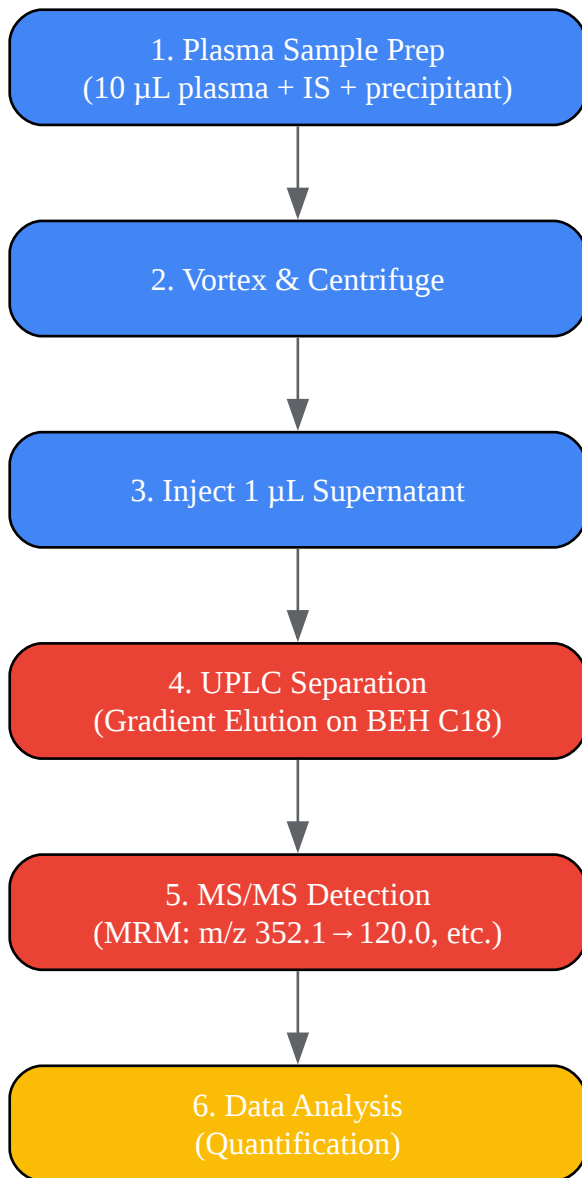 1. Plasma Sample Prep
(10 µL plasma + IS + precipitant)
2. Vortex & Centrifuge
3. Inject 1 µL Supernatant
4. UPLC Separation
(Gradient Elution on BEH C18)
5. MS/MS Detection
(MRM: m/z 352.1→120.0, etc.)
6. Data Analysis
(Quantification)